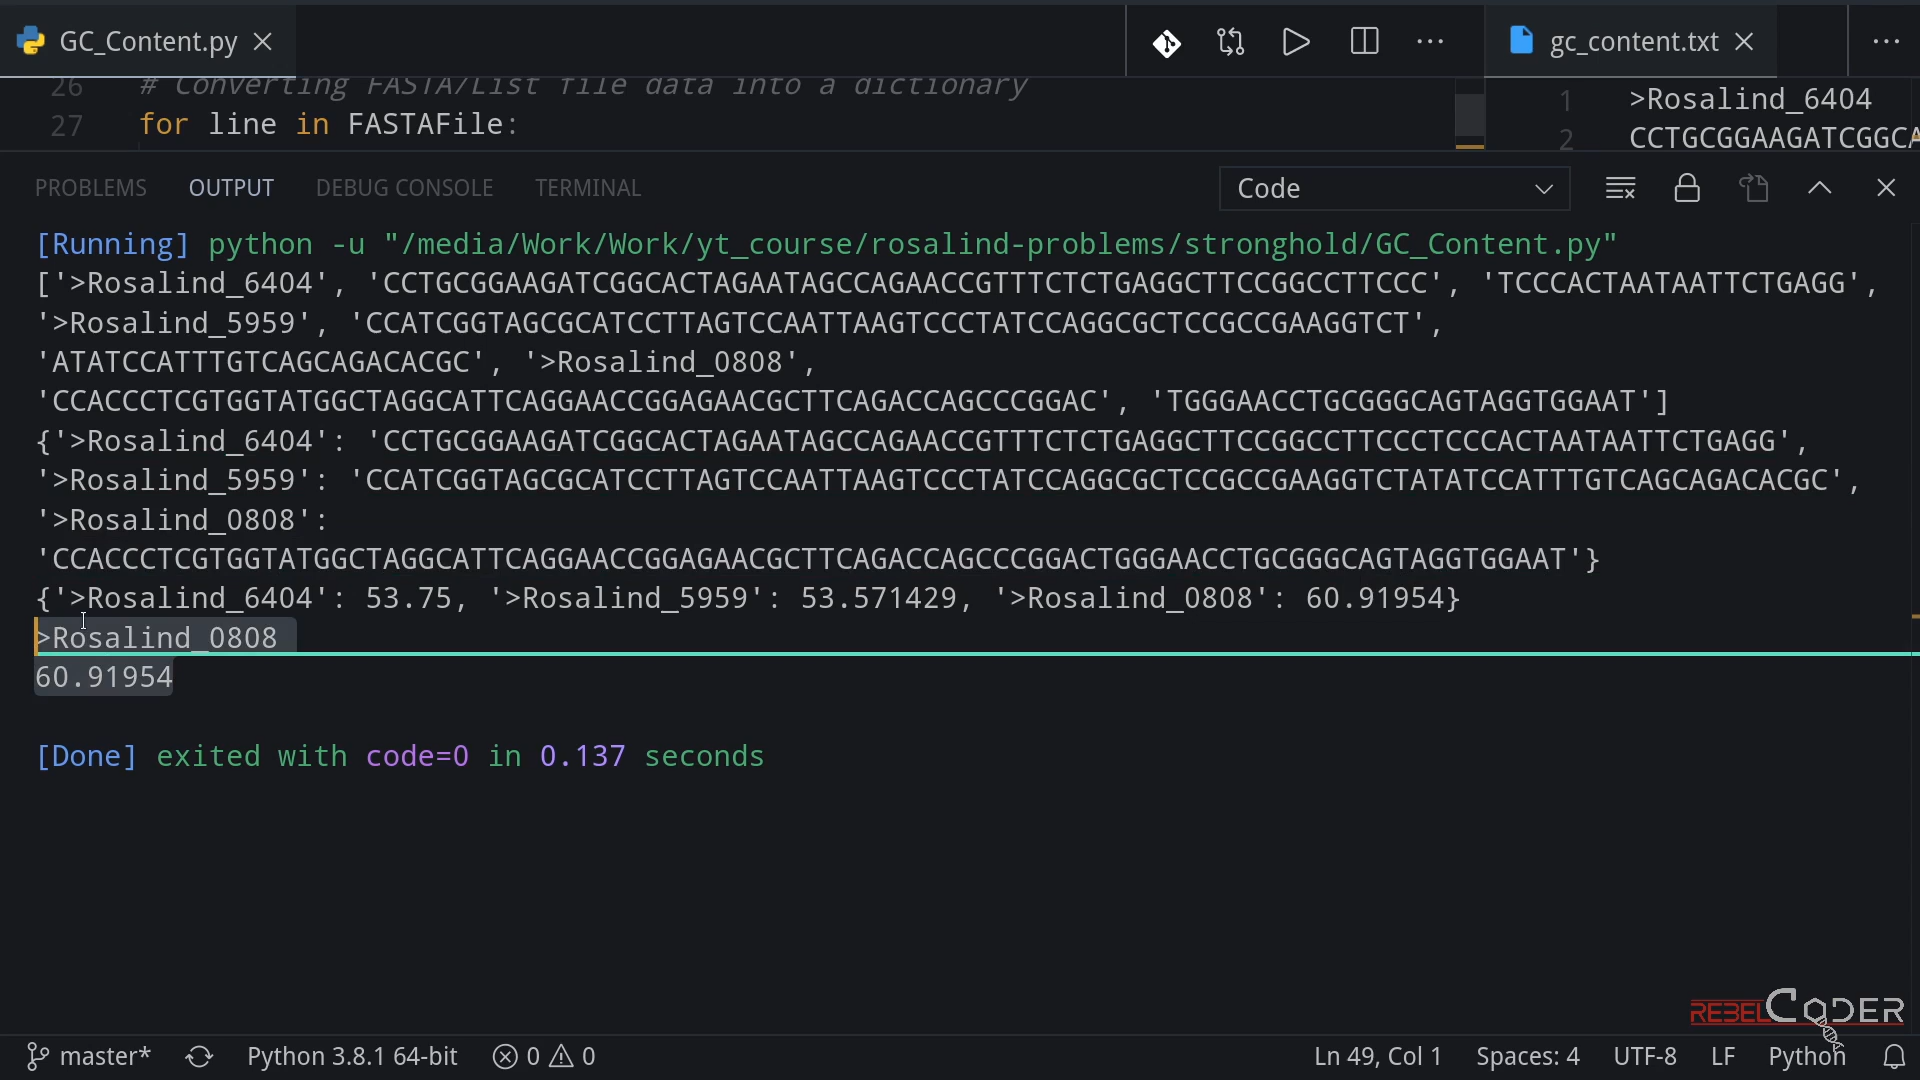 GC_Content.py
gc_content.txt
26 # Converting FASTA/List file data into a dictionary
27 for line in FASTAFile:
1 >Rosalind_6404
2 CCTGCGGAAGATCGGCA
PROBLEMS OUTPUT DEBUG CONSOLE TERMINAL Code
[Running] python -u "/media/Work/Work/yt_course/rosalind-problems/stronghold/GC_Content.py"
['>Rosalind_6404', 'CCTGCGGAAGATCGGCACTAGAATAGCCAGAACCGTTTCTCTGAGGCTTCCGGCCTTCCC', 'TCCCACTAATAATTCTGAGG',
'>Rosalind_5959', 'CCATCGGTAGCGCATCCTTAGTCCAATTAAGTCCCTATCCAGGCGCTCCGCCGAAGGTCT',
'ATATCCATTTGTCAGCAGACACGC', '>Rosalind_0808',
'CCACCCTCGTGGTATGGCTAGGCATTCAGGAACCGGAGAACGCTTCAGACCAGCCCGGAC', 'TGGGAACCTGCGGGCAGTAGGTGGAAT']
{'>Rosalind_6404': 'CCTGCGGAAGATCGGCACTAGAATAGCCAGAACCGTTTCTCTGAGGCTTCCGGCCTTCCCTCCCACTAATAATTCTGAGG',
'>Rosalind_5959': 'CCATCGGTAGCGCATCCTTAGTCCAATTAAGTCCCTATCCAGGCGCTCCGCCGAAGGTCTATATCCATTTGTCAGCAGACACGC',
'>Rosalind_0808':
'CCACCCTCGTGGTATGGCTAGGCATTCAGGAACCGGAGAACGCTTCAGACCAGCCCGGACTGGGAACCTGCGGGCAGTAGGTGGAAT'}
{'>Rosalind_6404': 53.75, '>Rosalind_5959': 53.571429, '>Rosalind_0808': 60.91954}
>Rosalind_0808
60.91954
[Done] exited with code=0 in 0.137 seconds
REBELCODER
master* Python 3.8.1 64-bit 0 0 Ln 49, Col 1 Spaces: 4 UTF-8 LF Python